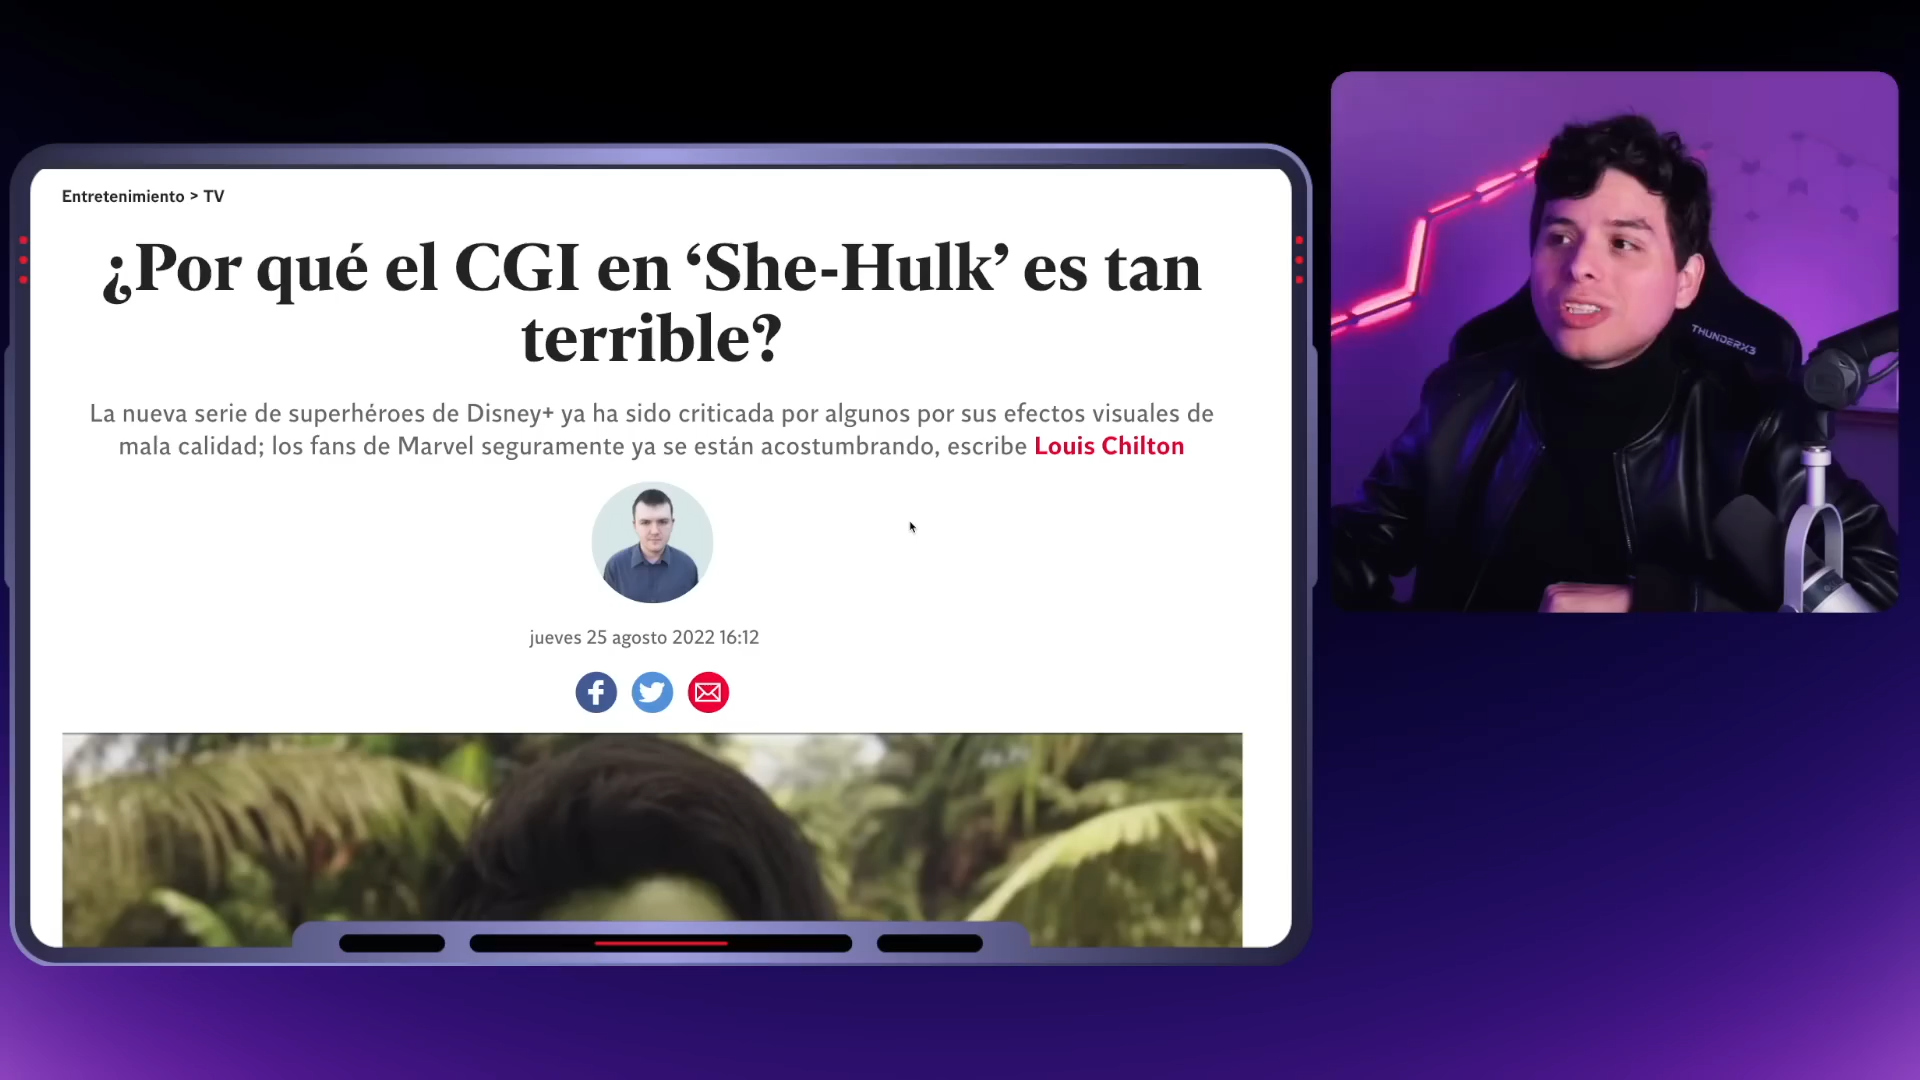 Entretenimiento > TV
¿Por qué el CGI en ‘She-Hulk’ es tan
terrible?
La nueva serie de superhéroes de Disney+ ya ha sido criticada por algunos por sus efectos visuales de
mala calidad; los fans de Marvel seguramente ya se están acostumbrando, escribe Louis Chilton
jueves 25 agosto 2022 16:12
THUNDERX3